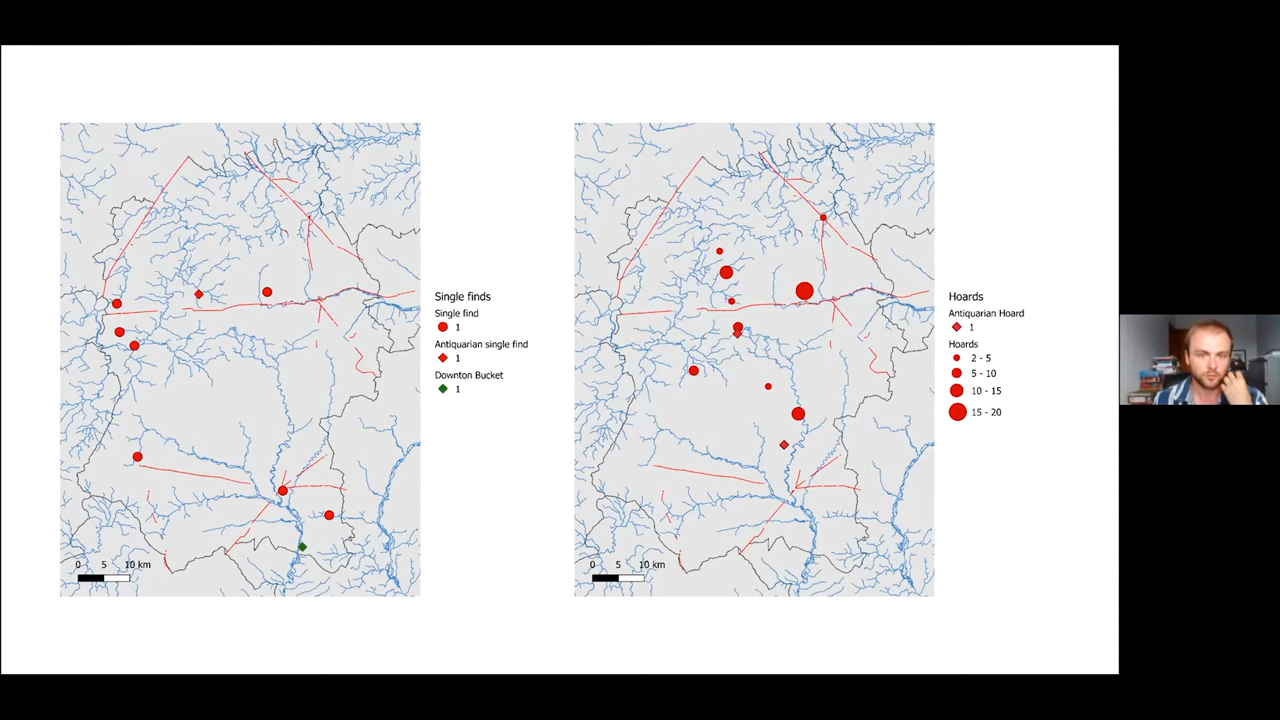 Single finds
Single find
1
Antiquarian single find
1
Downton Bucket
1
0 5 10 km
Hoards
Antiquarian Hoard
1
Hoards
2 - 5
5 - 10
10 - 15
15 - 20
0 5 10 km